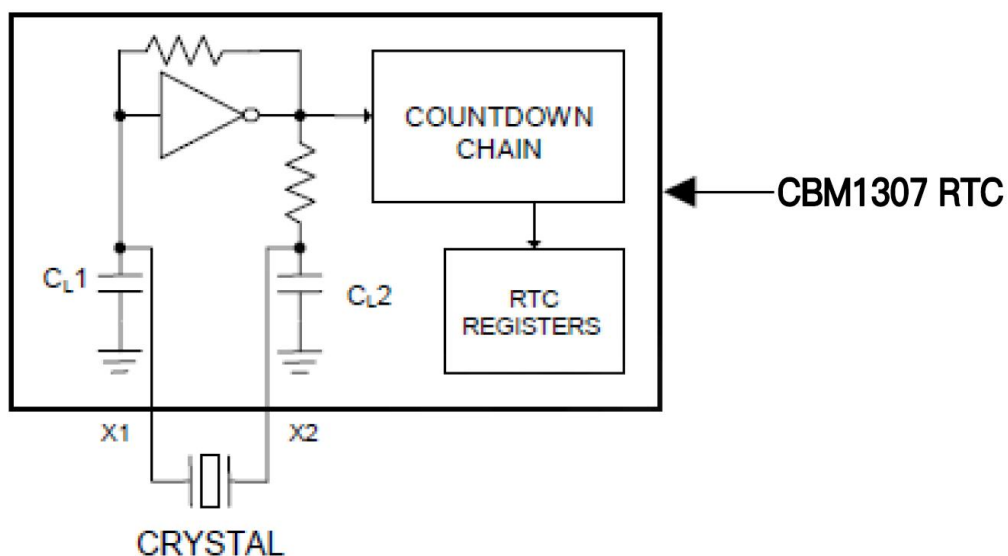 COUNTDOWN
CHAIN
CBM1307 RTC
CL1
CL2
RTC
REGISTERS
X1
X2
CRYSTAL